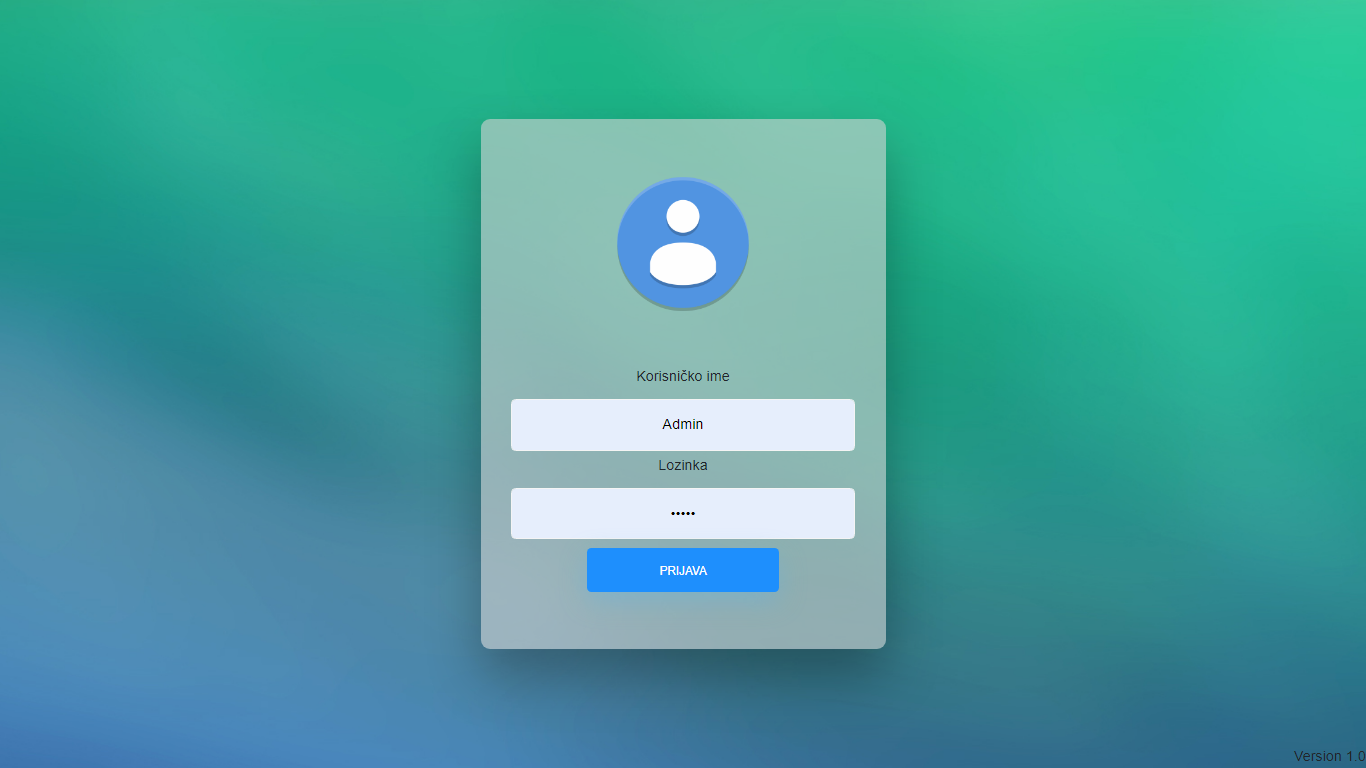 Korisničko ime
Admin
Lozinka
•••••
PRIJAVA
Version 1.0